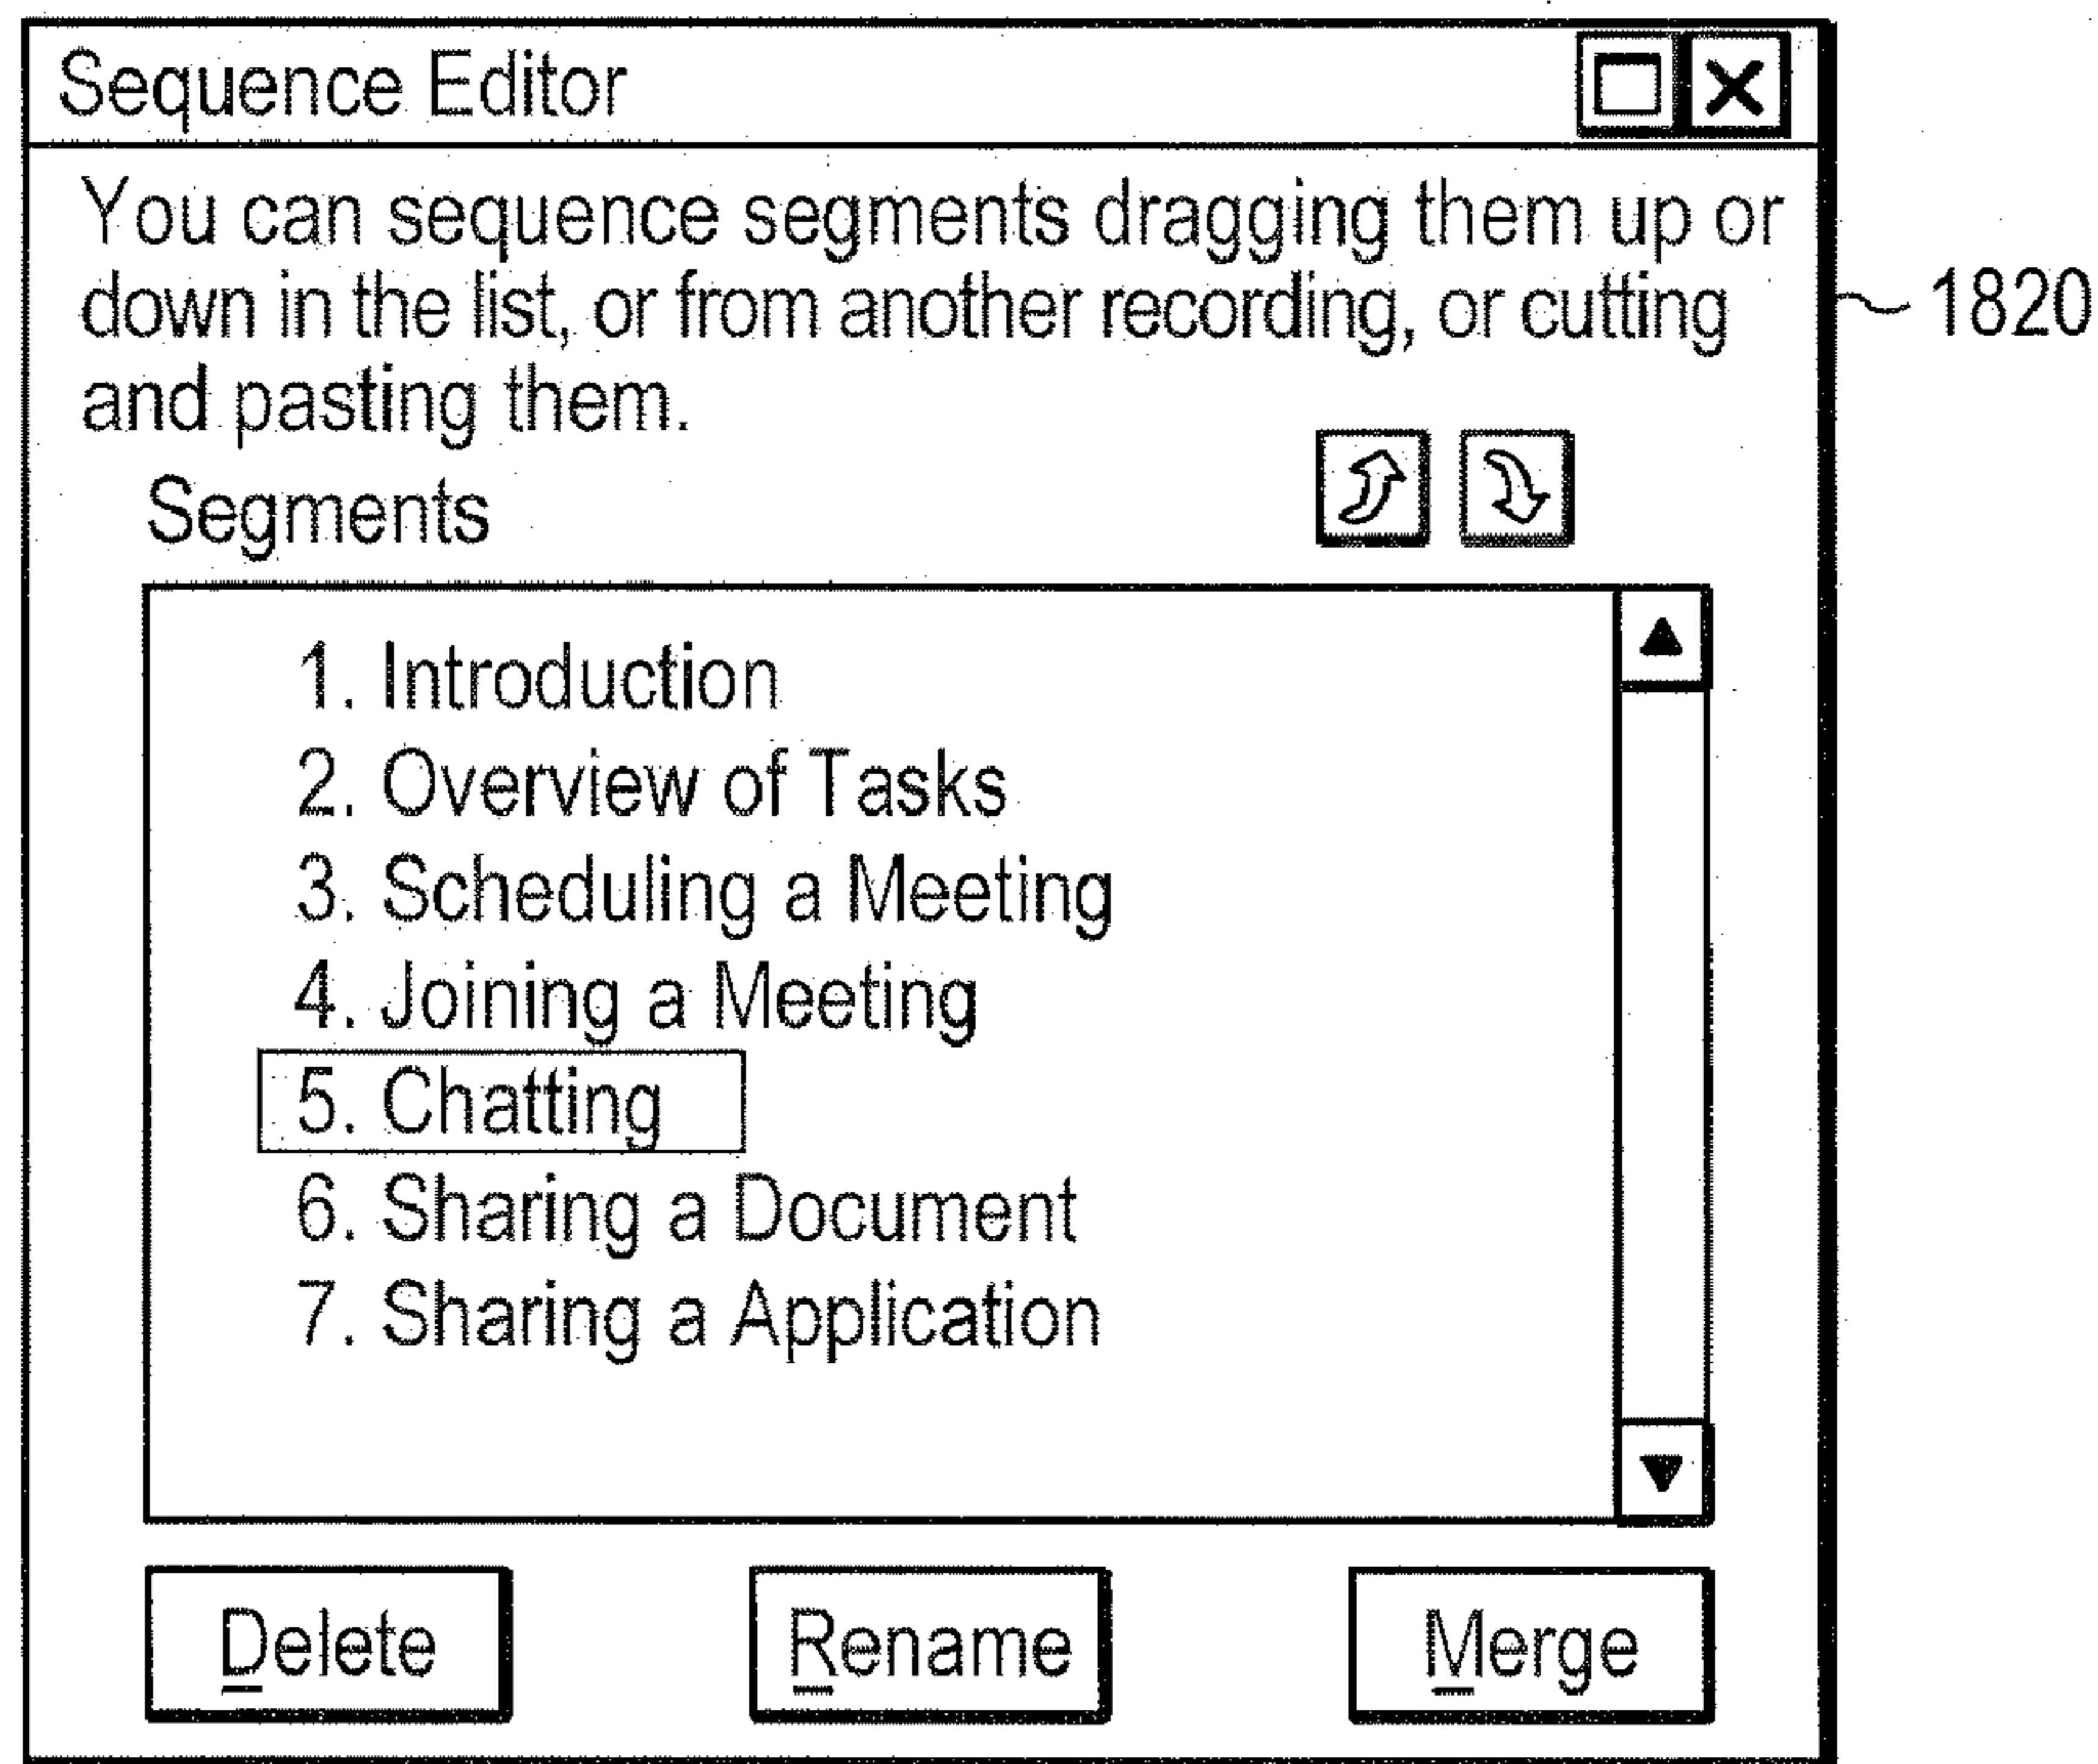 Sequence Editor
You can sequence segments dragging them up or
down in the list, or from another recording, or cutting
and pasting them.
1820
Segments
1. Introduction
2. Overview of Tasks
3. Scheduling a Meeting
4. Joining a Meeting
5. Chatting
6. Sharing a Document
7. Sharing a Application
Delete Rename Merge